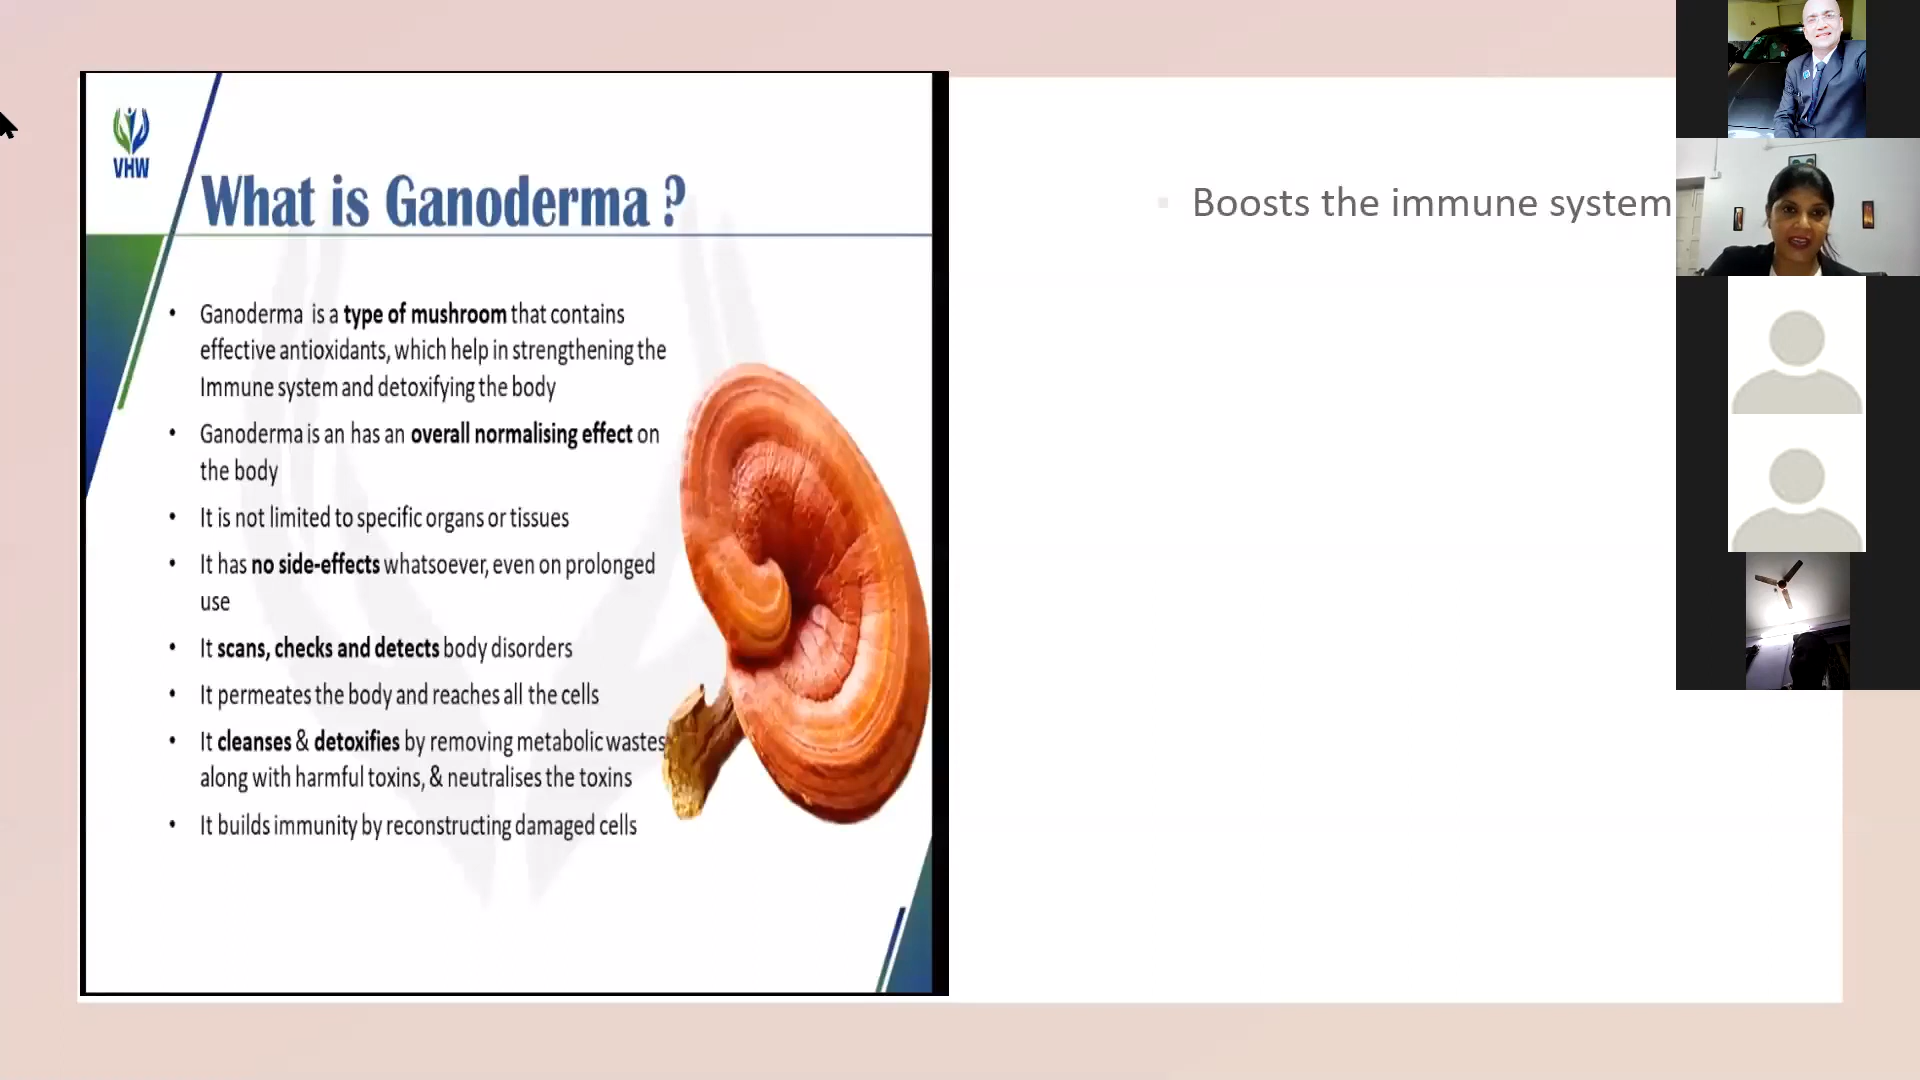 VHW
What is Ganoderma ?
• Ganoderma is a type of mushroom that contains
effective antioxidants, which help in strengthening the
Immune system and detoxifying the body
• Ganoderma is an has an overall normalising effect on
the body
• It is not limited to specific organs or tissues
• It has no side-effects whatsoever, even on prolonged
use
• It scans, checks and detects body disorders
• It permeates the body and reaches all the cells
• It cleanses & detoxifies by removing metabolic wastes
along with harmful toxins, & neutralises the toxins
• It builds immunity by reconstructing damaged cells
▪ Boosts the immune system